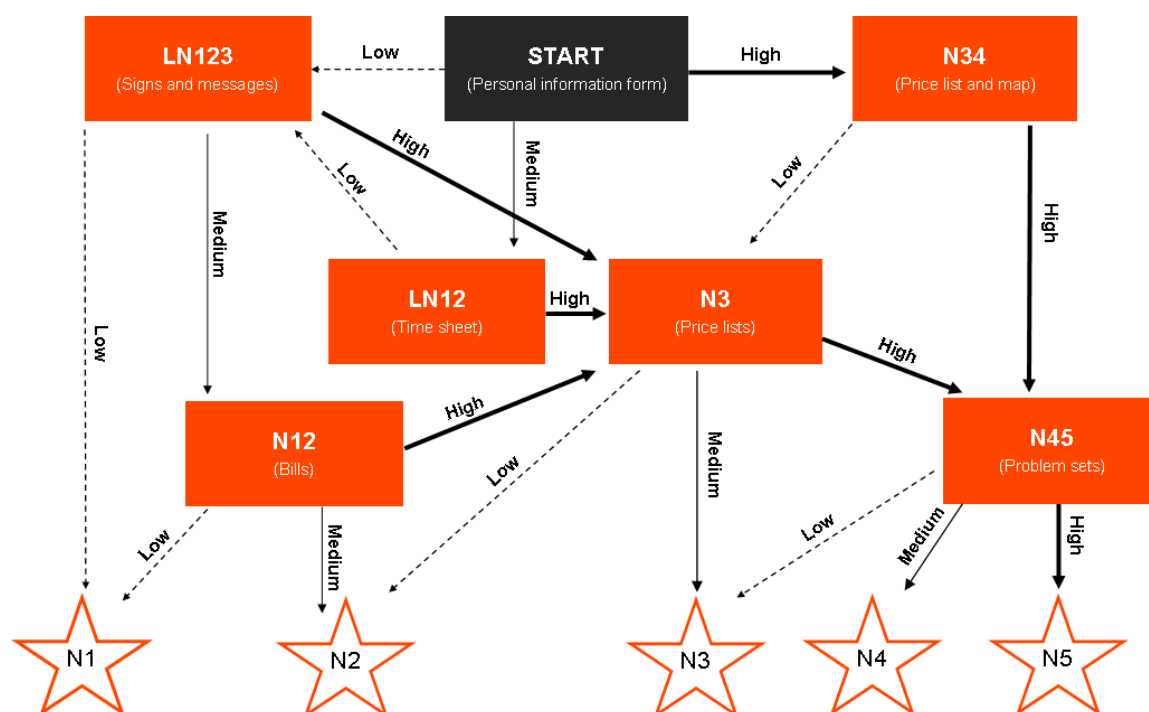 LN123
(Signs and messages)
Low
START
(Personal information form)
High
N34
(Price list and map)
High
Low
Medium
Low
Medium
High
Low
LN12
(Time sheet)
High
N3
(Price lists)
High
N12
(Bills)
High
Low
Medium
N45
(Problem sets)
Low
Medium
Low
Medium
High
N1
N2
N3
N4
N5